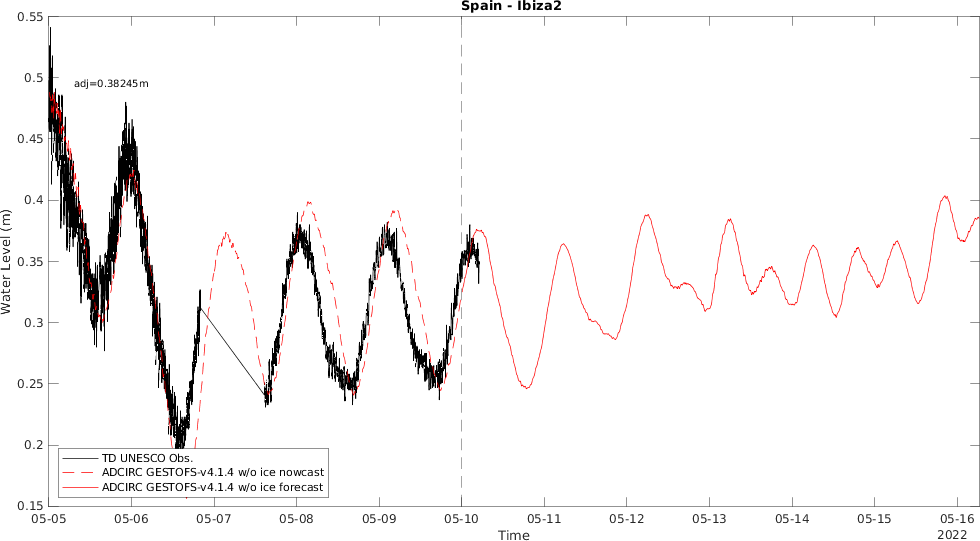 Spain - Ibiza2
0.55
0.5
0.45
0.4
0.35
0.3
0.25
0.2
0.15
Water Level (m)
adj=0.38245m
TD UNESCO Obs.
ADCIRC GESTOFS-v4.1.4 w/o ice nowcast
ADCIRC GESTOFS-v4.1.4 w/o ice forecast
05-05 05-06 05-07 05-08 05-09 05-10 05-11 05-12 05-13 05-14 05-15 05-16
Time
2022